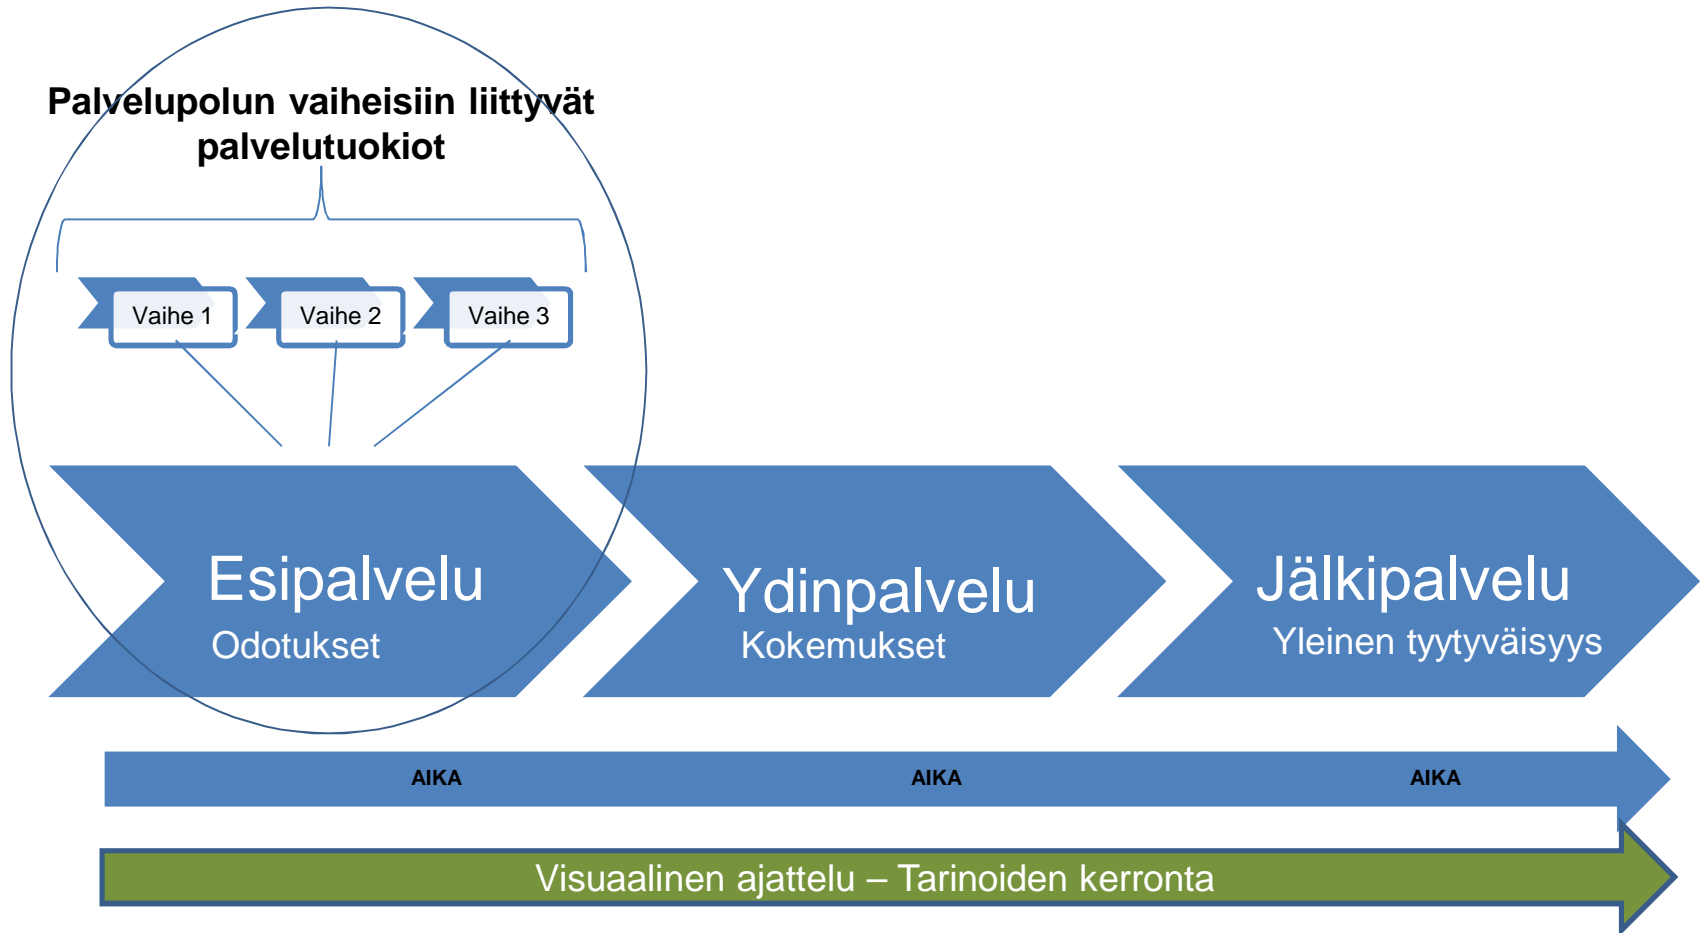 Palvelupolun vaiheisiin liittyvät
palvelutuokiot
Vaihe 1
Vaihe 2
Vaihe 3
Esipalvelu
Odotukset
Ydinpalvelu
Kokemukset
Jälkipalvelu
Yleinen tyytyväisyys
AIKA
AIKA
AIKA
Visuaalinen ajattelu – Tarinoiden kerronta